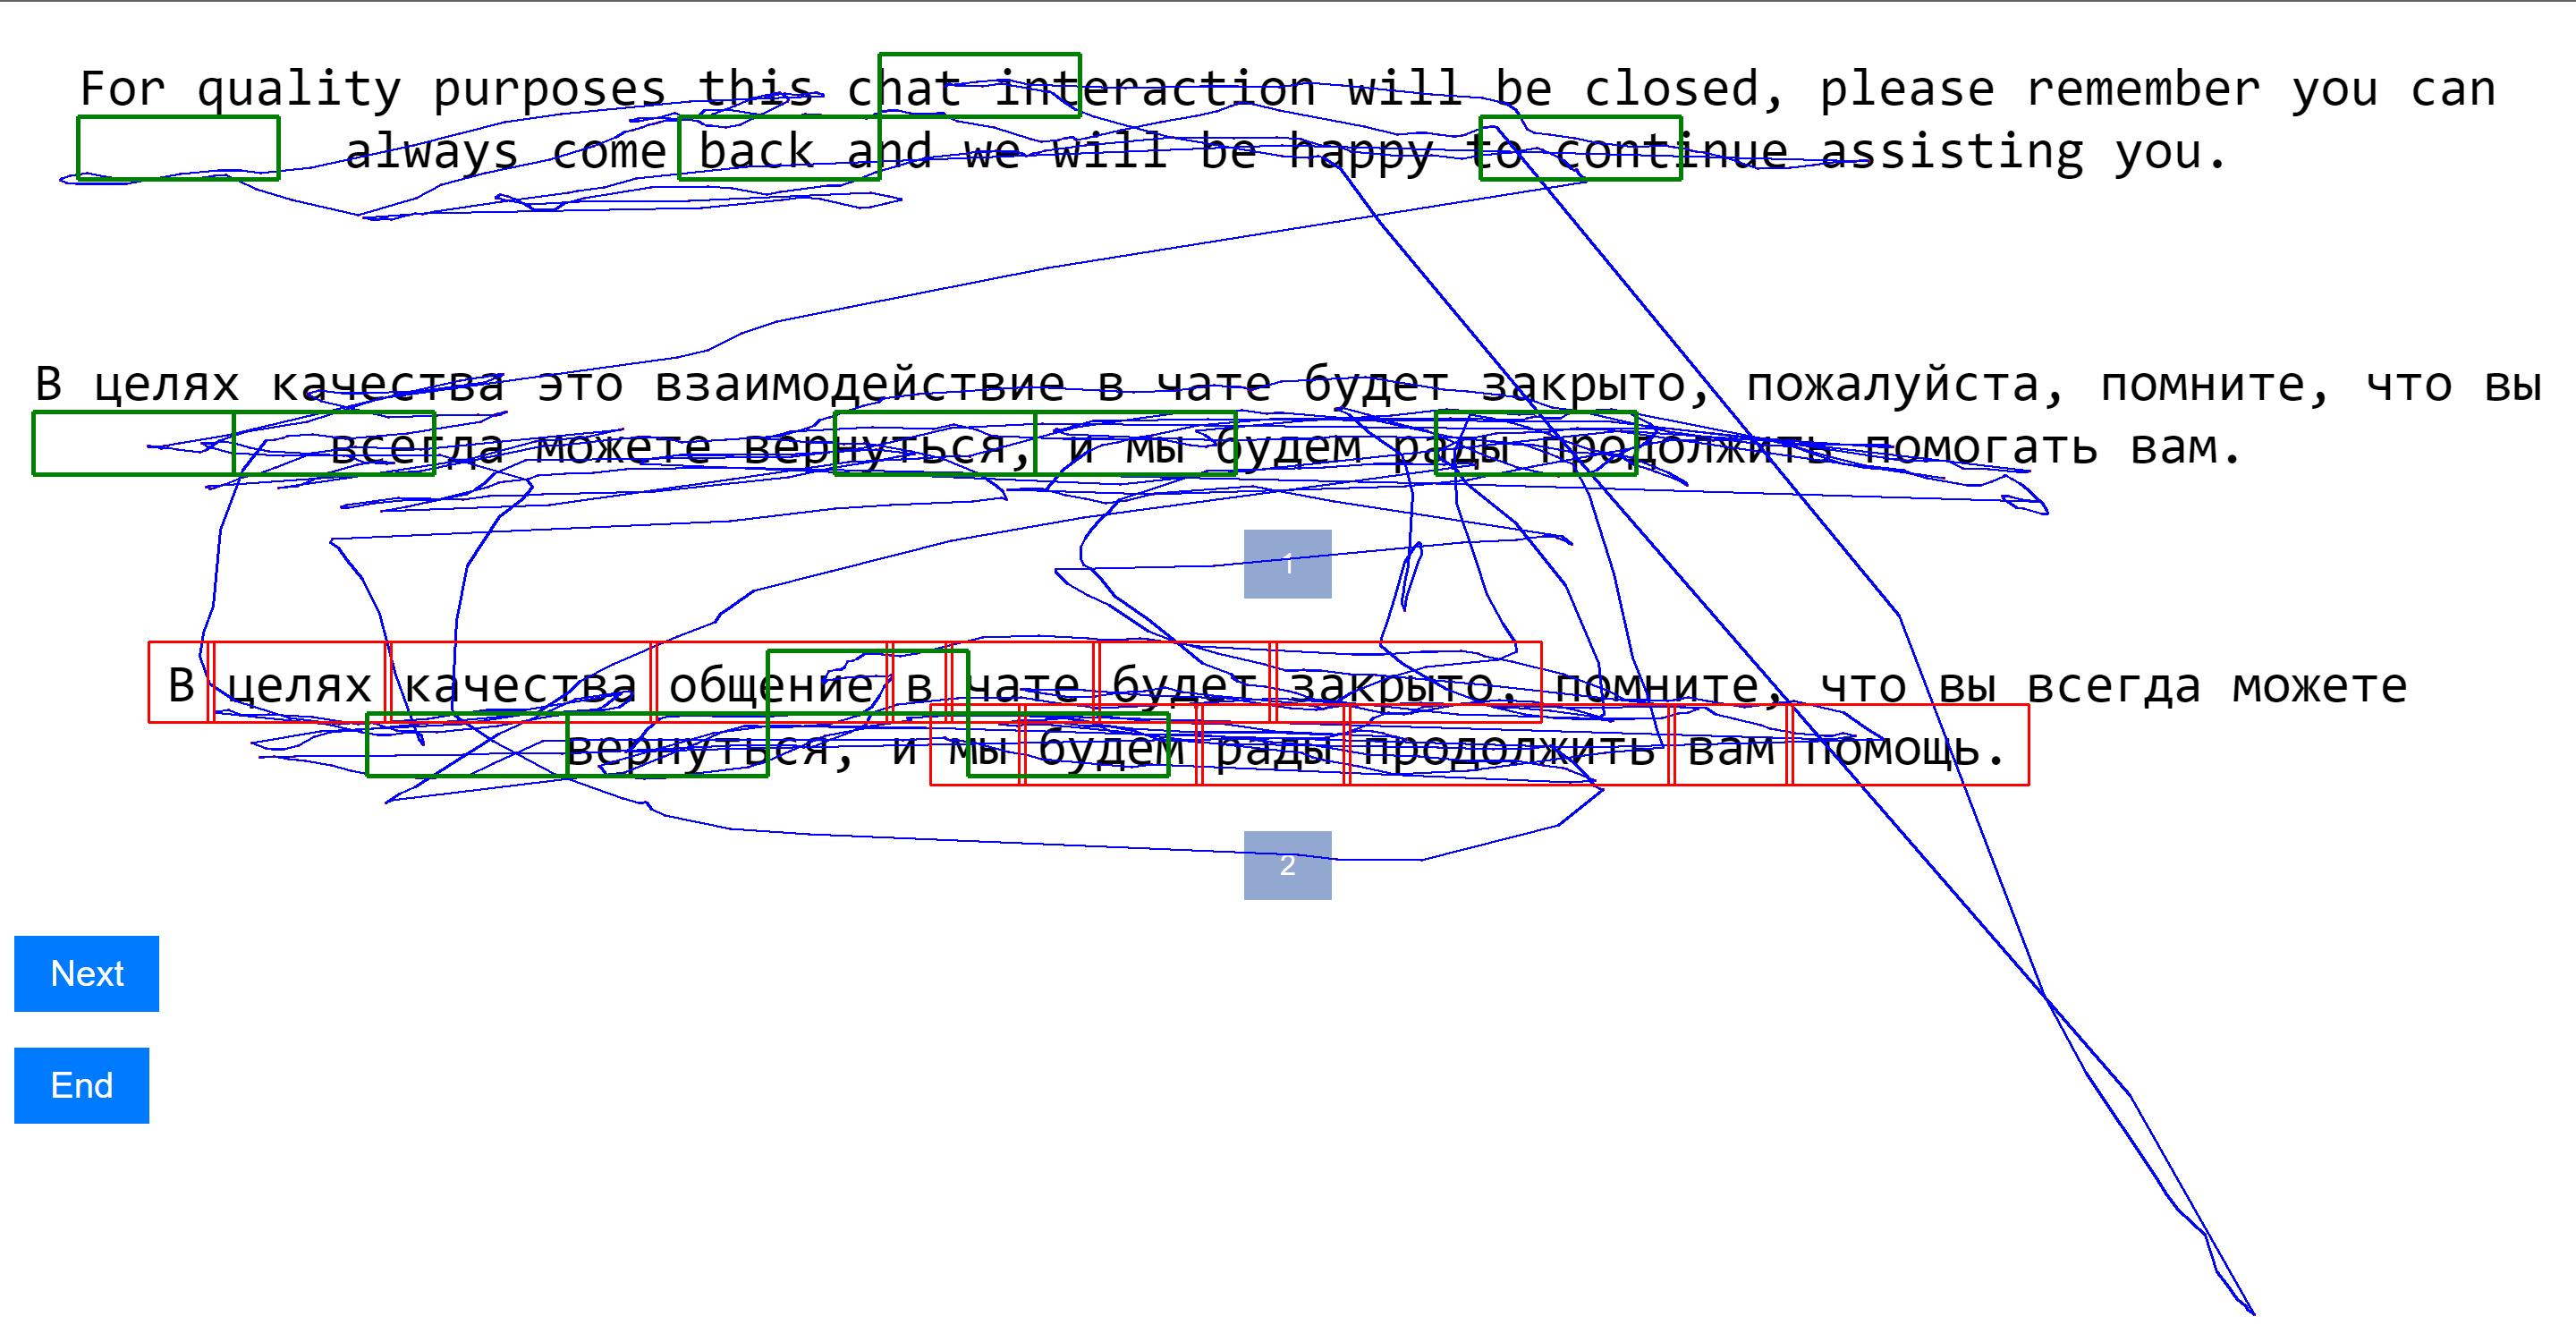 For quality purposes this chat interaction will be closed, please remember you can
always come back and we will be happy to continue assisting you.
В целях качества это взаимодействие в чате будет закрыто, пожалуйста, помните, что вы
всегда можете вернуться, и мы будем рады продолжить помогать вам.
1
В целях качества общение в чате будет закрыто, помните, что вы всегда можете
вернуться, и мы будем рады продолжить вам помощь.
2
Next
End